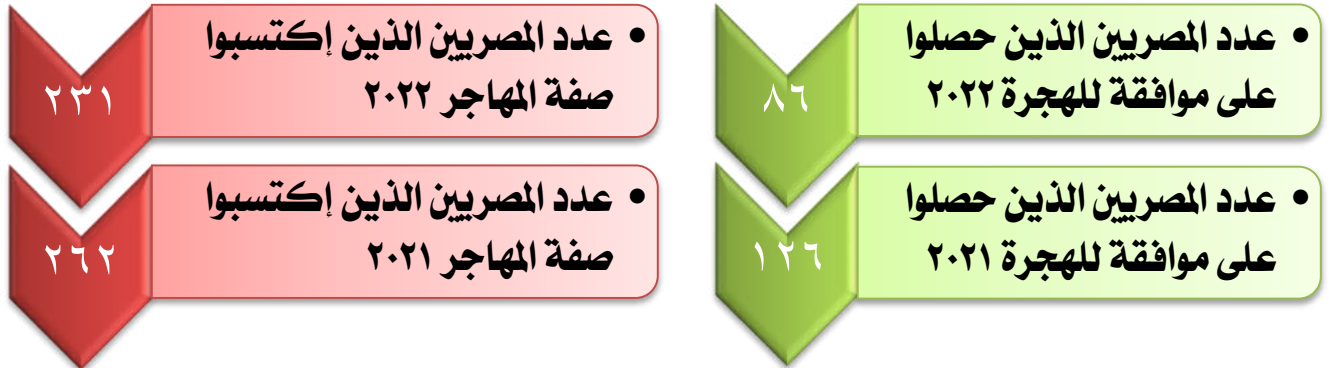 • عدد المصريين الذين حصلوا
على موافقة للهجرة ٢٠٢٢
٨٦
• عدد المصريين الذين إكتسبوا
صفة المهاجر ٢٠٢٢
٢٣١
• عدد المصريين الذين حصلوا
على موافقة للهجرة ٢٠٢١
١٢٦
• عدد المصريين الذين إكتسبوا
صفة المهاجر ٢٠٢١
٢٦٢